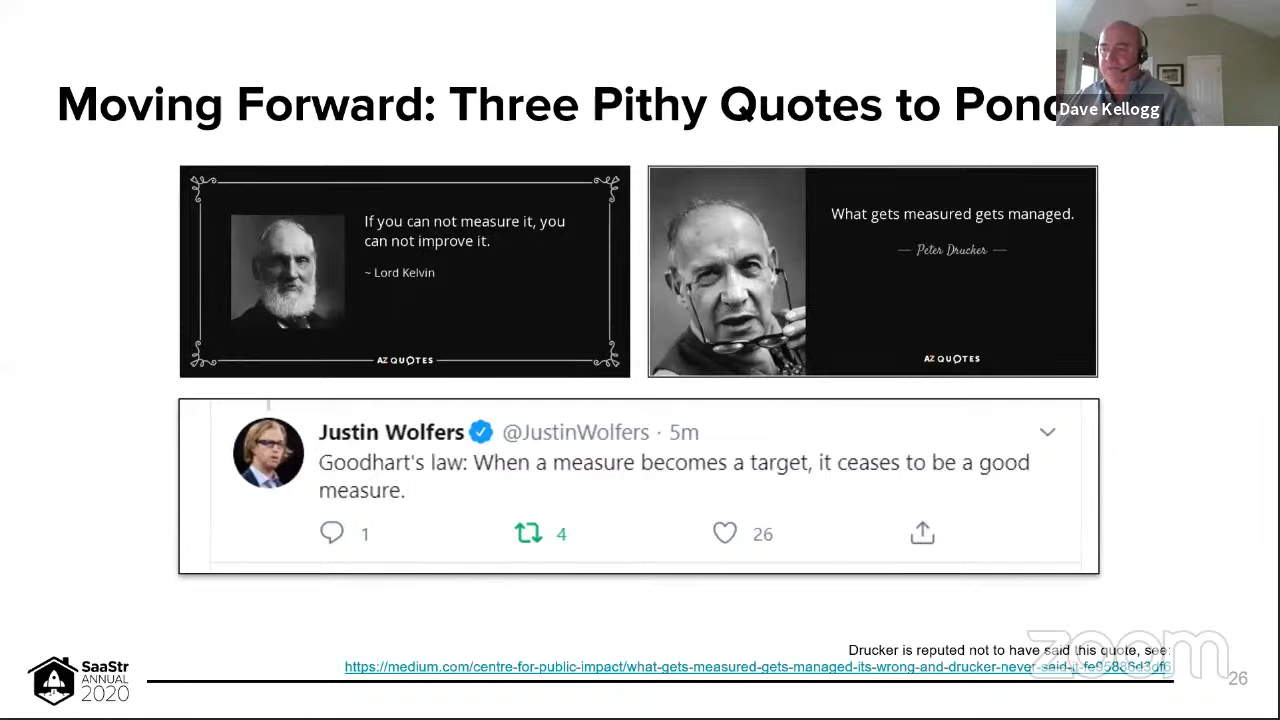 Moving Forward: Three Pithy Quotes to Pond
Dave Kellogg
If you can not measure it, you
can not improve it.
~ Lord Kelvin
AZ QUOTES
What gets measured gets managed.
— Peter Drucker —
AZ QUOTES
Justin Wolfers @JustinWolfers · 5m
Goodhart's law: When a measure becomes a target, it ceases to be a good
measure.
1 4 26
Drucker is reputed not to have said this quote, see:
https://medium.com/centre-for-public-impact/what-gets-measured-gets-managed-its-wrong-and-drucker-never-said-it-fe95886d3df6
zoom
SaaStr
ANNUAL
2020
26